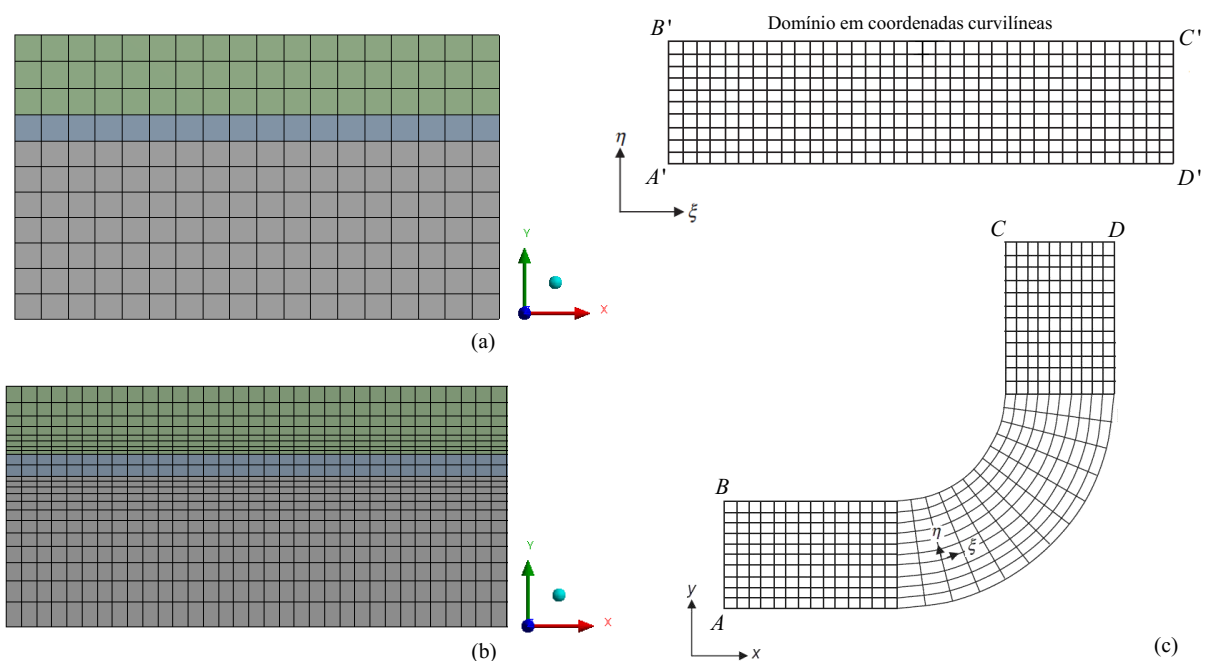 Y
X
(a)
Y
X
(b)
Domínio em coordenadas curvilíneas
B'
C'
η
A'
D'
ξ
C
D
B
η
ξ
y
A
x
(c)